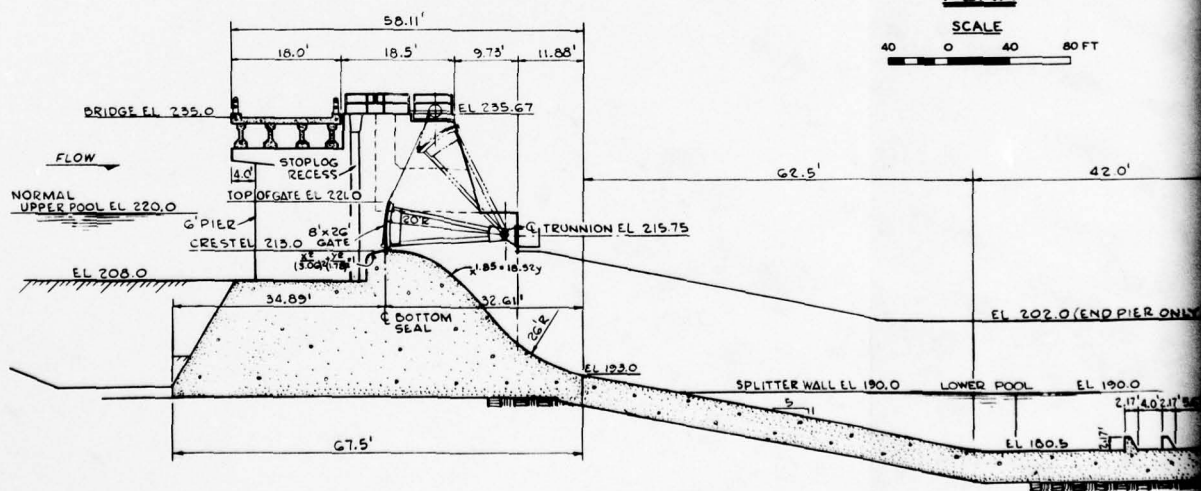 SCALE
40 0 40 80 FT
58.11'
18.0' 18.5' 9.73' 11.88'
BRIDGE EL 235.0
EL 235.67
FLOW
STOPLOG
RECESS
4.0'
62.5' 42.0'
NORMAL
UPPER POOL EL 220.0
TOP OF GATE EL 221.0
6' PIER
20'R
8'x26'
GATE
℄ TRUNNION EL 215.75
CREST EL 213.0
x^1.85 = 18.52y
EL 208.0
34.89' 32.61'
℄ BOTTOM
SEAL
26'R
EL 202.0 (END PIER ONLY
EL 193.0
SPLITTER WALL EL 190.0 LOWER POOL EL 190.0
5
1
2.17' 4.0' 2.17'
2.17'
EL 180.5
67.5'